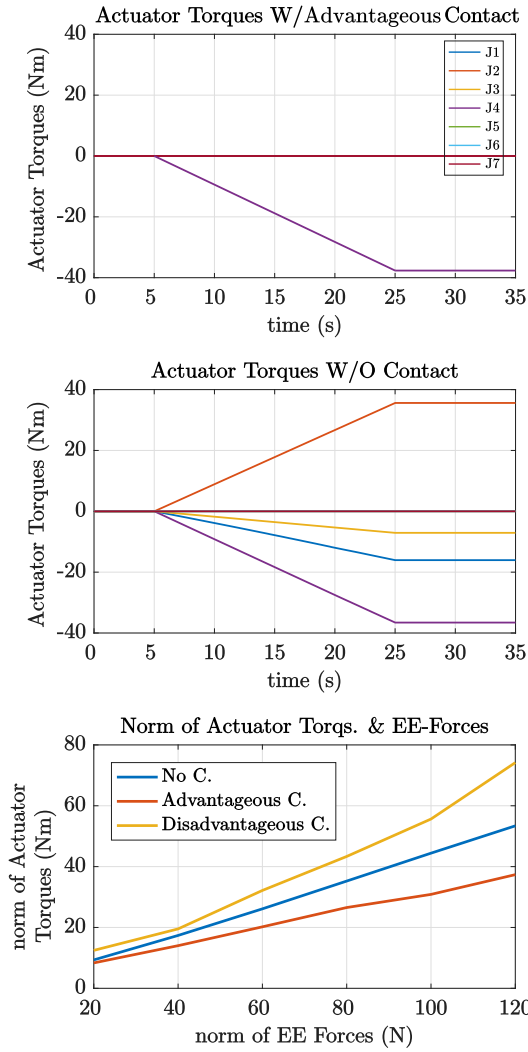 Actuator Torques W/Advantageous Contact
40
20
0
-20
-40
Actuator Torques (Nm)
J1
J2
J3
J4
J5
J6
J7
0 5 10 15 20 25 30 35
time (s)
Actuator Torques W/O Contact
40
20
0
-20
-40
Actuator Torques (Nm)
0 5 10 15 20 25 30 35
time (s)
Norm of Actuator Torqs. & EE-Forces
80
60
40
20
0
norm of Actuator
Torques (Nm)
No C.
Advantageous C.
Disadvantageous C.
20 40 60 80 100 120
norm of EE Forces (N)